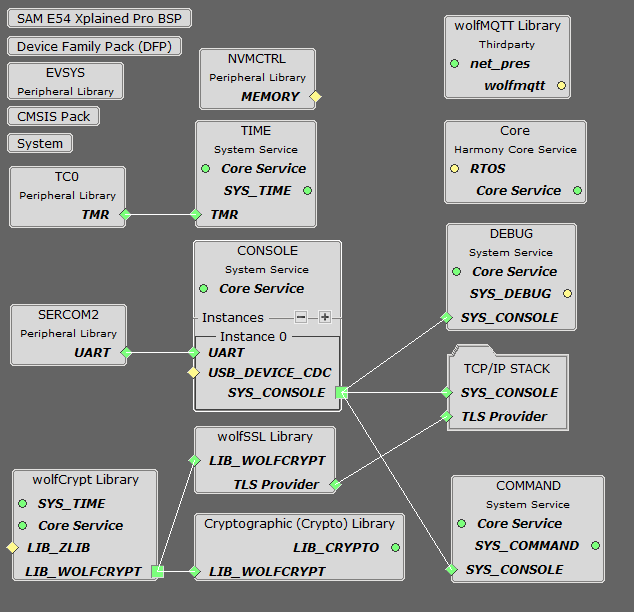 SAM E54 Xplained Pro BSP
Device Family Pack (DFP)
EVSYS
Peripheral Library
CMSIS Pack
System
TC0
Peripheral Library
TMR
NVMCTRL
Peripheral Library
MEMORY
TIME
System Service
Core Service
SYS_TIME
TMR
wolfMQTT Library
Thirdparty
net_pres
wolfmqtt
Core
Harmony Core Service
RTOS
Core Service
CONSOLE
System Service
Core Service
Instances
Instance 0
UART
USB_DEVICE_CDC
SYS_CONSOLE
SERCOM2
Peripheral Library
UART
DEBUG
System Service
Core Service
SYS_DEBUG
SYS_CONSOLE
TCP/IP STACK
SYS_CONSOLE
TLS Provider
wolfSSL Library
LIB_WOLFCRYPT
TLS Provider
wolfCrypt Library
SYS_TIME
Core Service
LIB_ZLIB
LIB_WOLFCRYPT
Cryptographic (Crypto) Library
LIB_CRYPTO
LIB_WOLFCRYPT
COMMAND
System Service
Core Service
SYS_COMMAND
SYS_CONSOLE